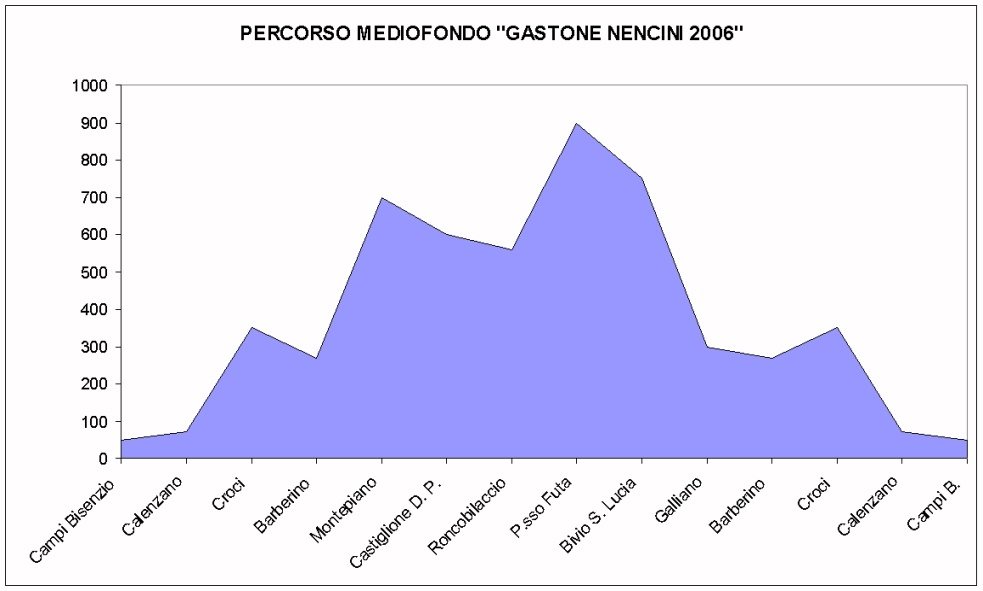 PERCORSO MEDIOFONDO "GASTONE NENCINI 2006"
1000
900
800
700
600
500
400
300
200
100
0
Campi Bisenzio
Calenzano
Croci
Barberino
Montepiano
Castiglione D. P.
Roncobilaccio
P.sso Futa
Bivio S. Lucia
Galliano
Barberino
Croci
Calenzano
Campi B.